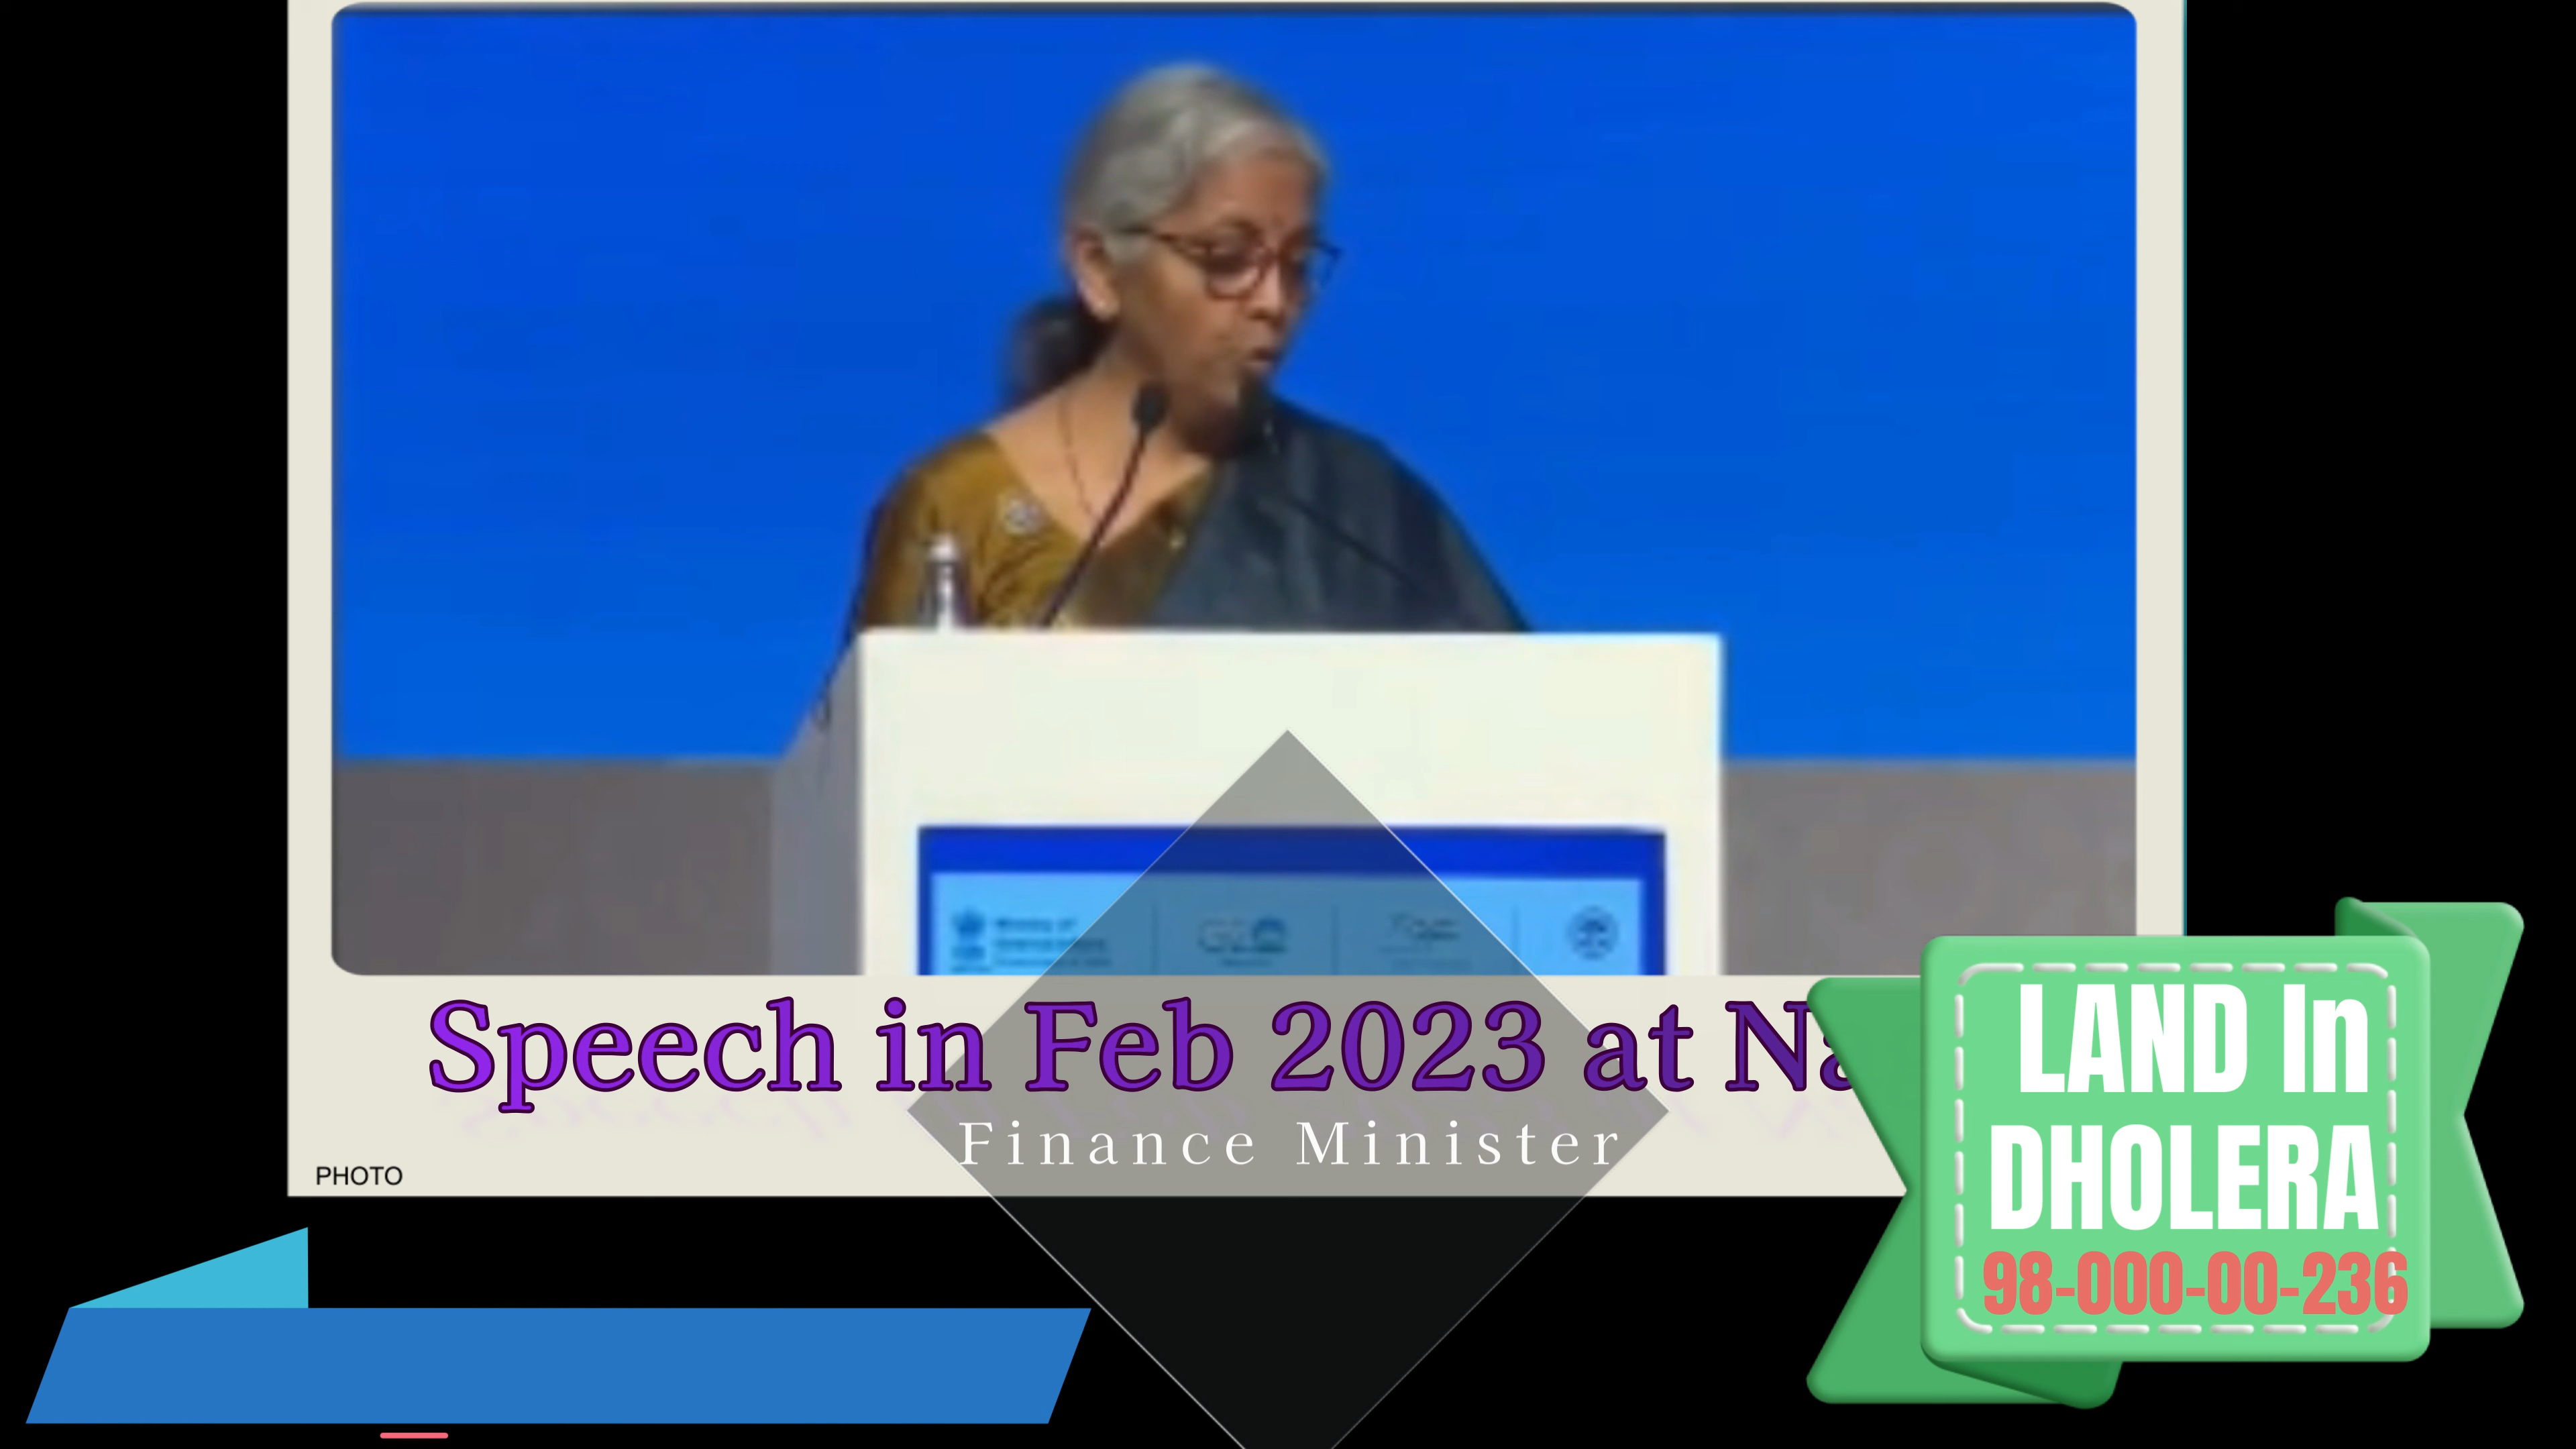 Speech in Feb 2023 at Na
Finance Minister
PHOTO
LAND In
DHOLERA
98-000-00-236